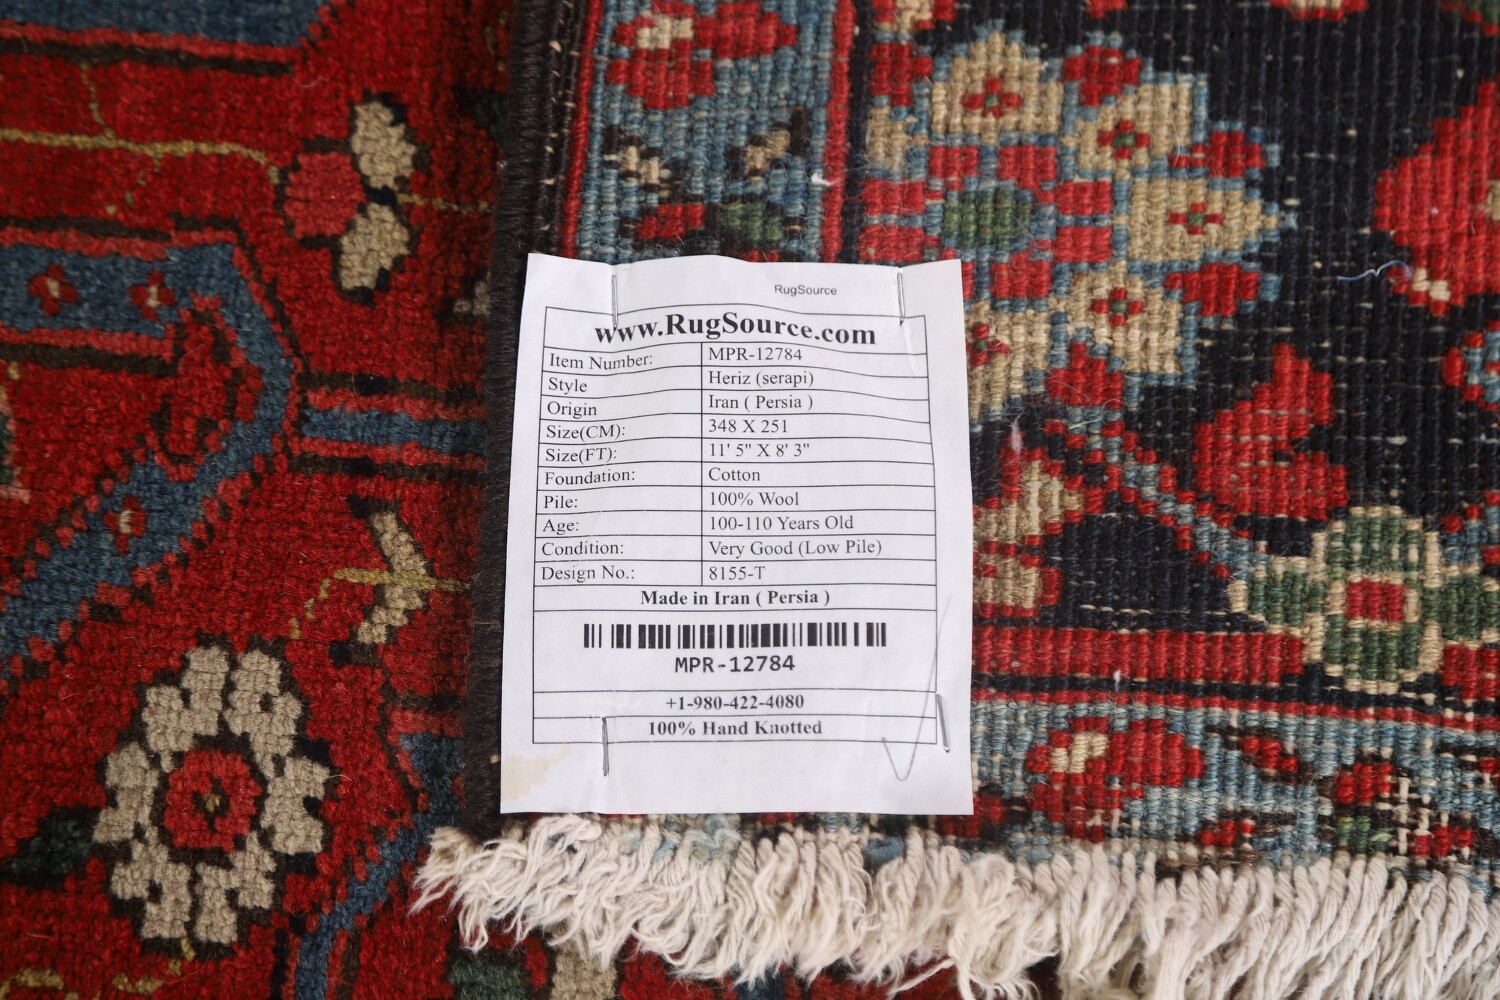 RugSource
www.RugSource.com
Item Number: MPR-12784
Style Heriz (serapi)
Origin Iran ( Persia )
Size(CM): 348 X 251
Size(FT): 11' 5" X 8' 3"
Foundation: Cotton
Pile: 100% Wool
Age: 100-110 Years Old
Condition: Very Good (Low Pile)
Design No.: 8155-T
Made in Iran ( Persia )
MPR-12784
+1-980-422-4080
100% Hand Knotted